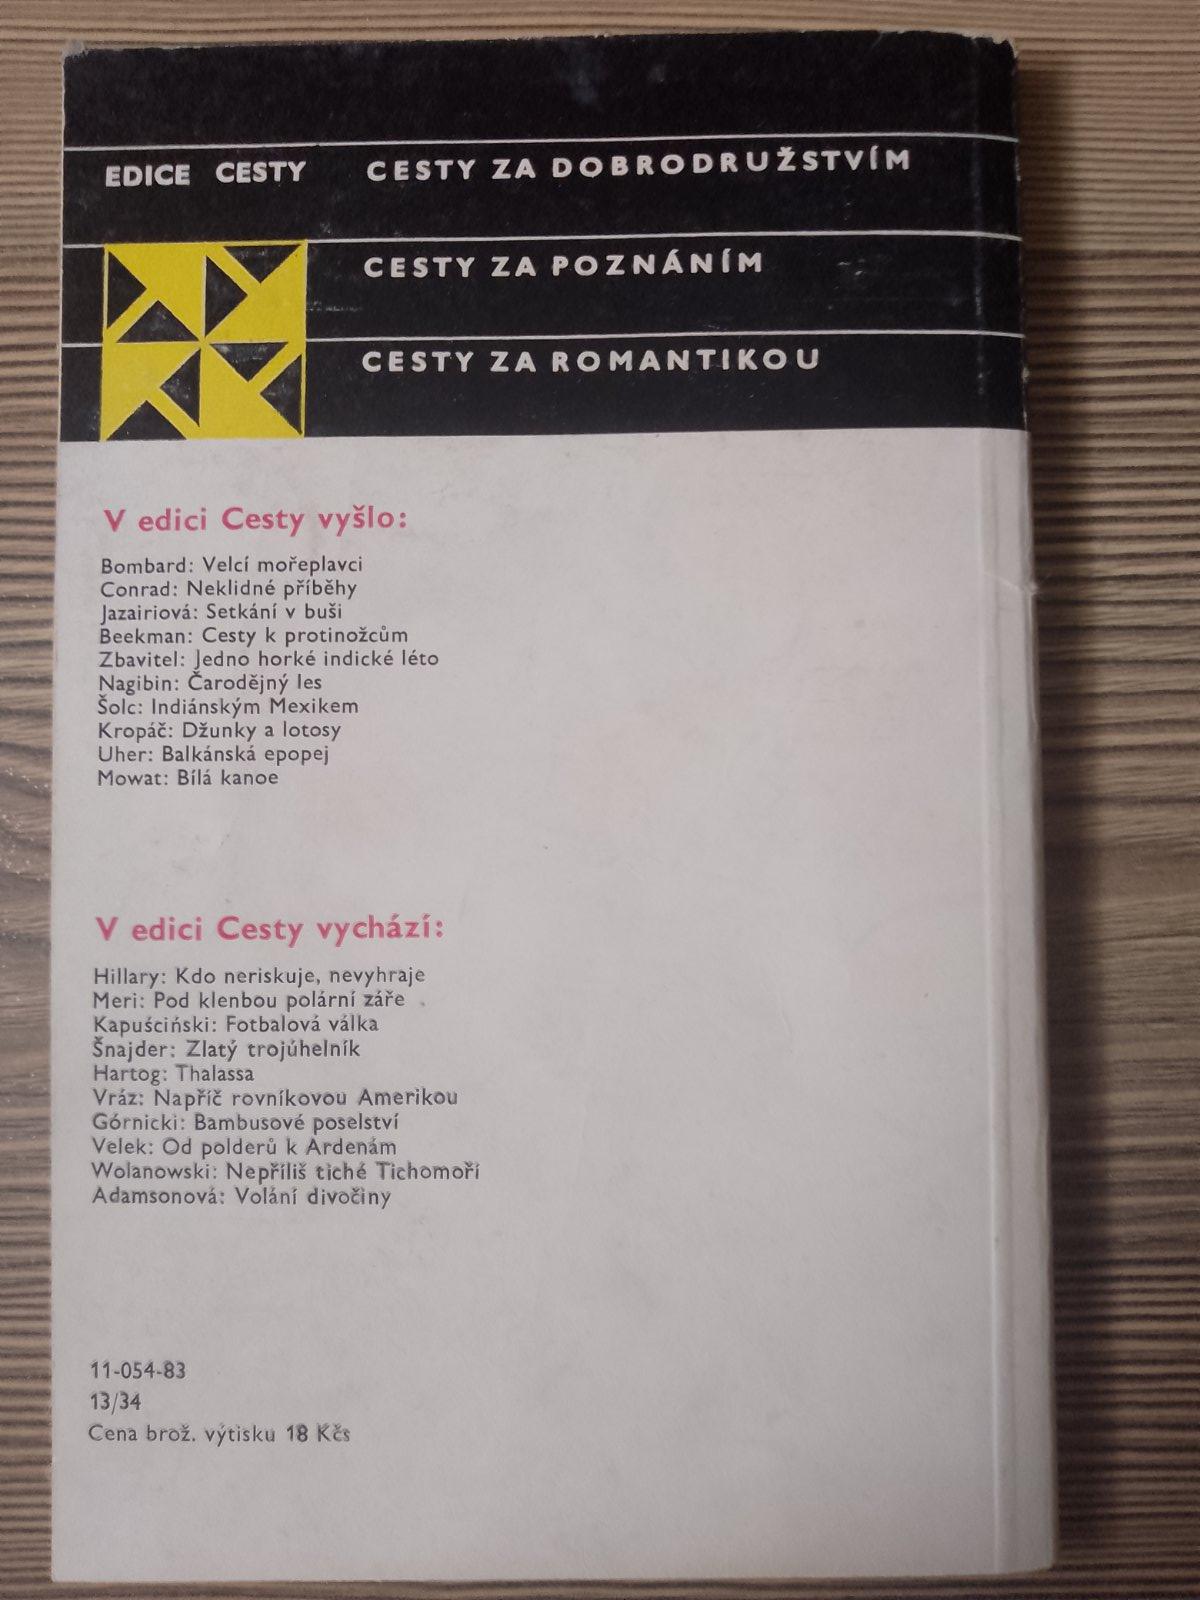 EDICE CESTY CESTY ZA DOBRODRUŽSTVÍM
CESTY ZA POZNÁNÍM
CESTY ZA ROMANTIKOU
V edici Cesty vyšlo:
Bombard: Velcí mořeplavci
Conrad: Neklidné příběhy
Jazairiová: Setkání v buši
Beekman: Cesty k protinožcům
Zbavitel: Jedno horké indické léto
Nagibin: Čarodějný les
Šolc: Indiánským Mexikem
Kropáč: Džunky a lotosy
Uher: Balkánská epopej
Mowat: Bílá kanoe
V edici Cesty vychází:
Hillary: Kdo neriskuje, nevyhraje
Meri: Pod klenbou polární záře
Kapuściński: Fotbalová válka
Šnajder: Zlatý trojúhelník
Hartog: Thalassa
Vráz: Napříč rovníkovou Amerikou
Górnicki: Bambusové poselství
Velek: Od polderů k Ardenám
Wolanowski: Nepříliš tiché Tichomoří
Adamsonová: Volání divočiny
11-054-83
13/34
Cena brož. výtisku 18 Kčs